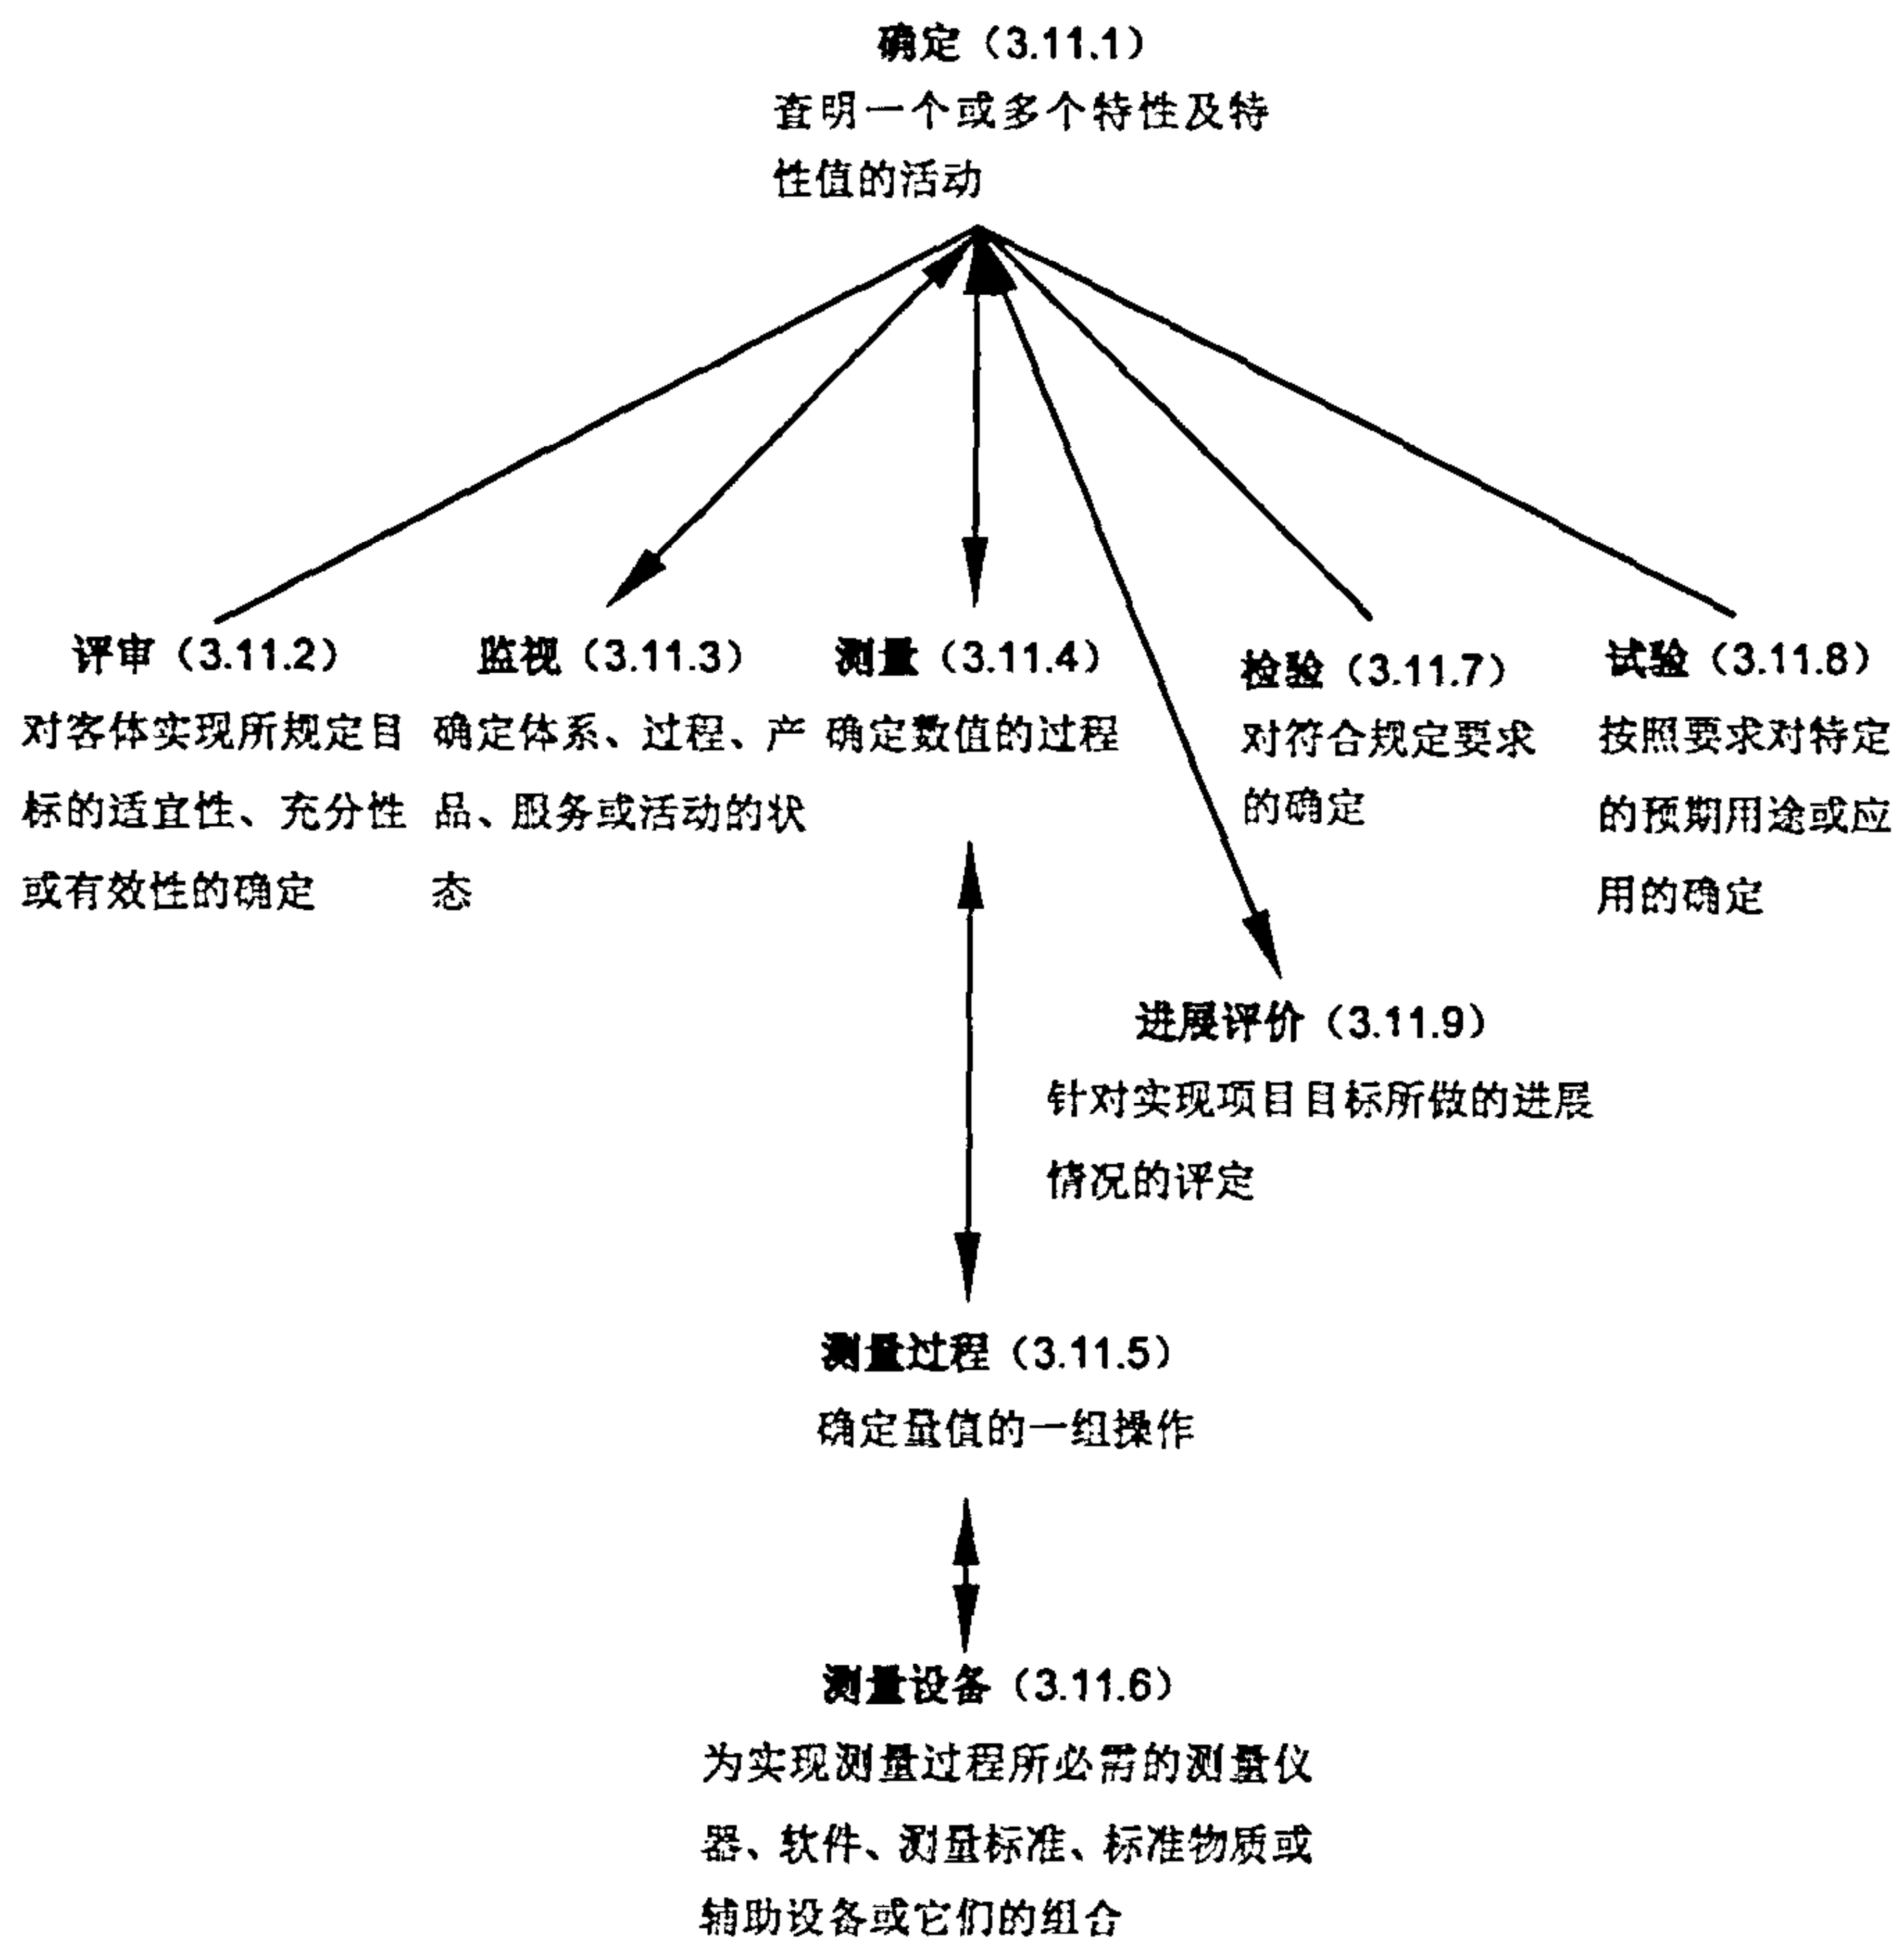 确定（3.11.1）
查明一个或多个特性及特
性值的活动
评审（3.11.2）
对客体实现所规定目
标的适宜性、充分性
或有效性的确定
监视（3.11.3）
确定体系、过程、产
品、服务或活动的状
态
测量（3.11.4）
确定数值的过程
检验（3.11.7）
对符合规定要求
的确定
试验（3.11.8）
按照要求对特定
的预期用途或应
用的确定
进展评价（3.11.9）
针对实现项目目标所做的进展
情况的评定
测量过程（3.11.5）
确定量值的一组操作
测量设备（3.11.6）
为实现测量过程所必需的测量仪
器、软件、测量标准、标准物质或
辅助设备或它们的组合